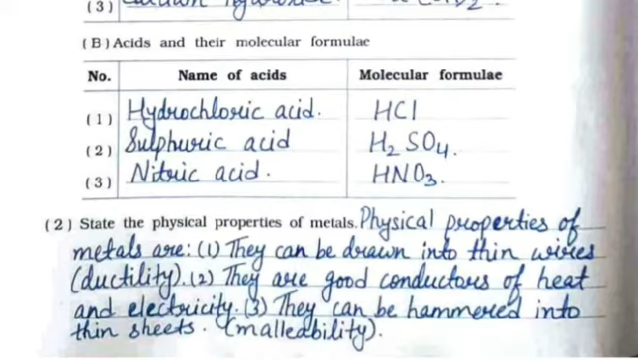 (3)
(B) Acids and their molecular formulae
No. Name of acids Molecular formulae
(1) Hydrochloric acid. HCl
(2) Sulphuric acid H2SO4.
(3) Nitric acid. HNO3.
(2) State the physical properties of metals. Physical properties of
metals are: (1) They can be drawn into thin wires
(ductility). (2) They are good conductors of heat
and electricity. (3) They can be hammered into
thin sheets. (malleability).